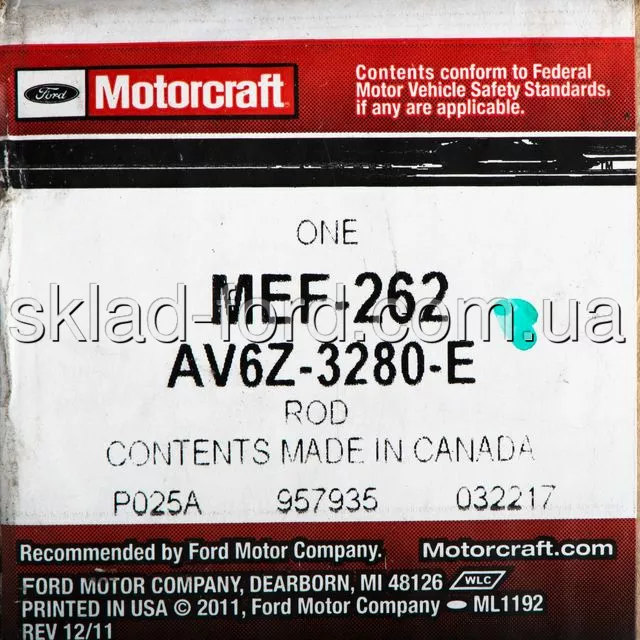 Ford
Motorcraft
Contents conform to Federal
Motor Vehicle Safety Standards,
if any are applicable.
ONE
MEF-262
sklad-ford.com.ua
AV6Z-3280-E
ROD
CONTENTS MADE IN CANADA
P025A 957935 032217
Recommended by Ford Motor Company. Motorcraft.com
FORD MOTOR COMPANY, DEARBORN, MI 48126 WLC
PRINTED IN USA © 2011, Ford Motor Company ML1192
REV 12/11